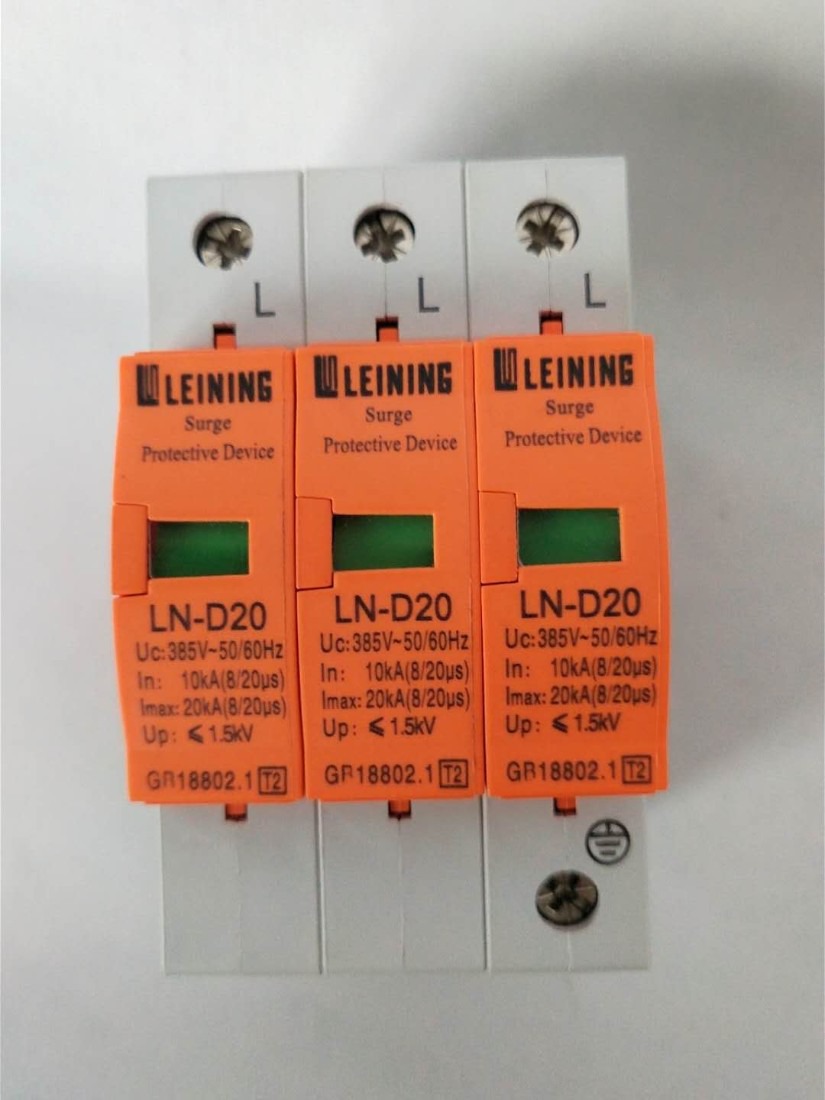 L
L
L
LEINING
Surge
Protective Device
LN-D20
Uc:385V~50/60Hz
In: 10kA(8/20μs)
Imax: 20kA(8/20μs)
Up: ⩽ 1.5kV
GB18802.1 T2
LEINING
Surge
Protective Device
LN-D20
Uc:385V~50/60Hz
In: 10kA(8/20μs)
Imax: 20kA(8/20μs)
Up: ⩽ 1.5kV
GB18802.1 T2
LEINING
Surge
Protective Device
LN-D20
Uc:385V~50/60Hz
In: 10kA(8/20μs)
Imax: 20kA(8/20μs)
Up: ⩽ 1.5kV
GB18802.1 T2